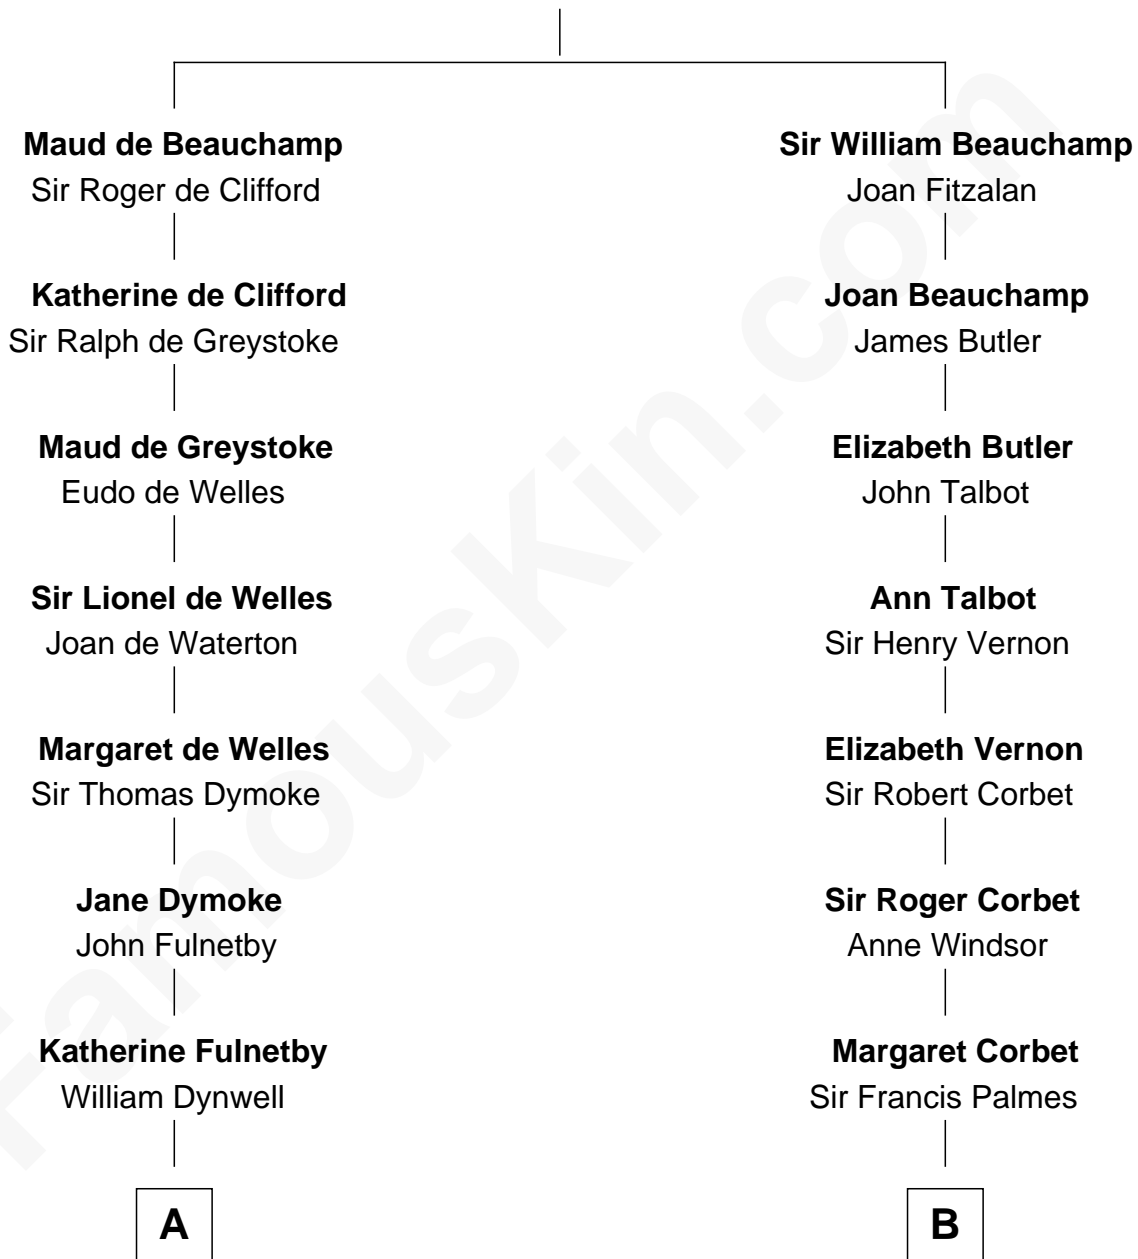 Maud de Beauchamp
Sir Roger de Clifford
Katherine de Clifford
Sir Ralph de Greystoke
Maud de Greystoke
Eudo de Welles
Sir Lionel de Welles
Joan de Waterton
Margaret de Welles
Sir Thomas Dymoke
Jane Dymoke
John Fulnetby
Katherine Fulnetby
William Dynwell
A
Sir William Beauchamp
Joan Fitzalan
Joan Beauchamp
James Butler
Elizabeth Butler
John Talbot
Ann Talbot
Sir Henry Vernon
Elizabeth Vernon
Sir Robert Corbet
Sir Roger Corbet
Anne Windsor
Margaret Corbet
Sir Francis Palmes
B
FamousKin.com